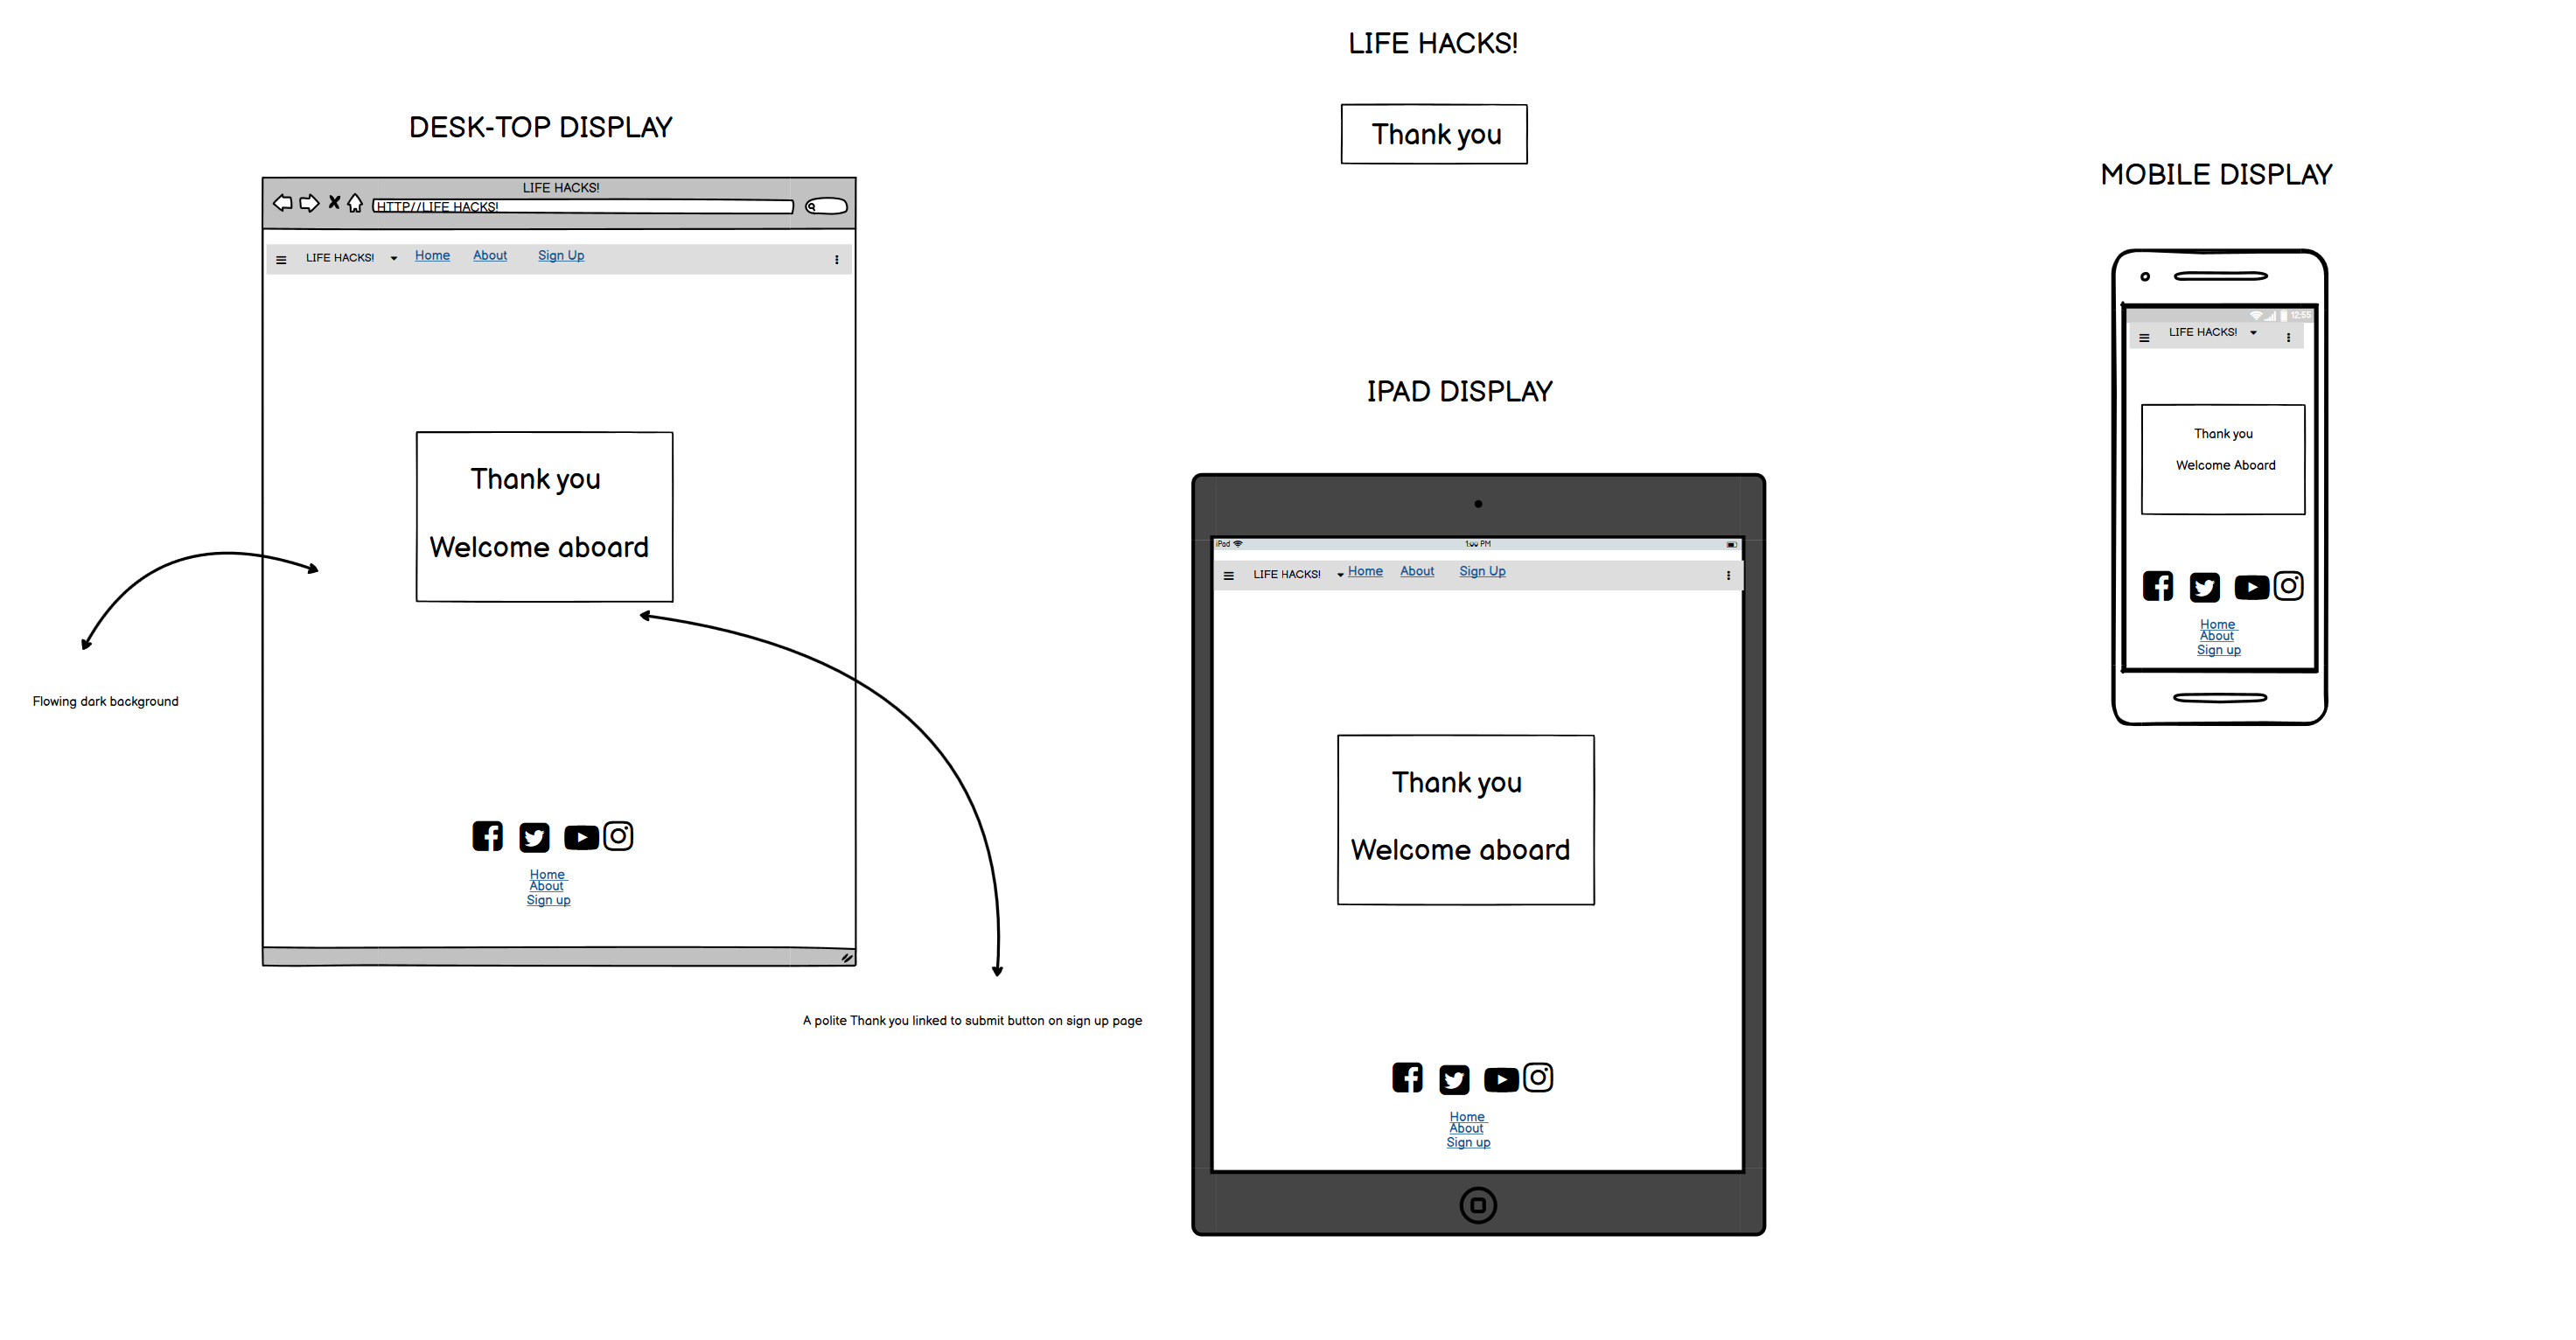 LIFE HACKS!
Thank you
DESK-TOP DISPLAY
LIFE HACKS!
HTTP//LIFE HACKS!
LIFE HACKS! Home About Sign Up
Thank you
Welcome aboard
Home
About
Sign up
Flowing dark background
A polite Thank you linked to submit button on sign up page
IPAD DISPLAY
iPad 1:00 PM
LIFE HACKS! Home About Sign Up
Thank you
Welcome aboard
Home
About
Sign up
MOBILE DISPLAY
12:55
LIFE HACKS!
Thank you
Welcome Aboard
Home
About
Sign up